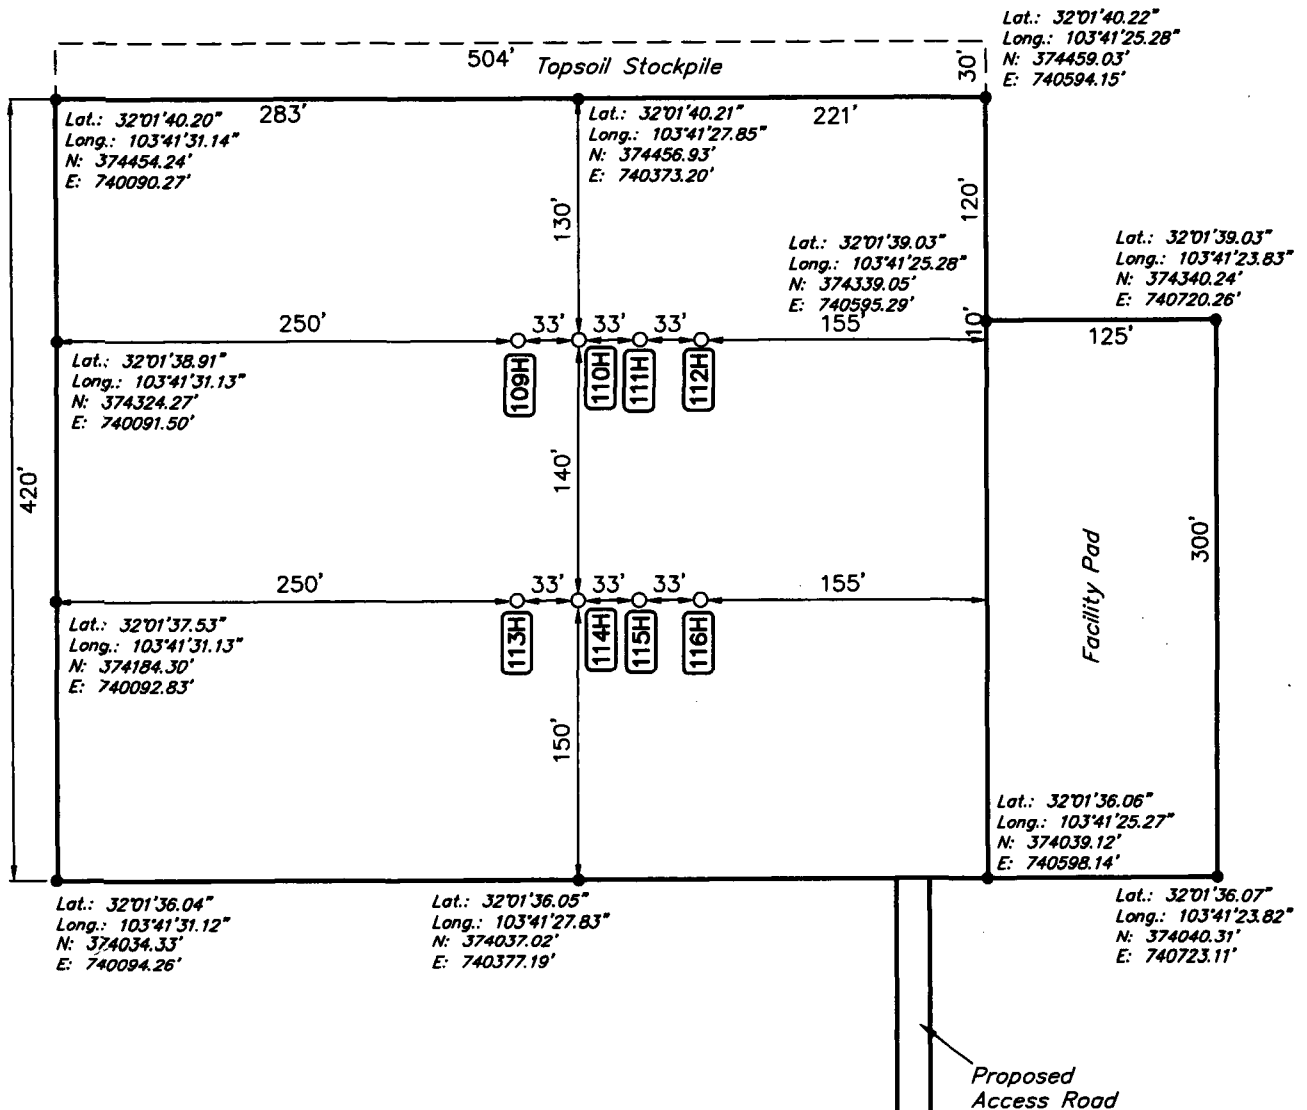 Lat.: 32°01'40.22"
Long.: 103°41'25.28"
N: 374459.03'
E: 740594.15'
504'
Topsoil Stockpile
30'
283'
221'
Lat.: 32°01'40.20"
Long.: 103°41'31.14"
N: 374454.24'
E: 740090.27'
Lat.: 32°01'40.21"
Long.: 103°41'27.85"
N: 374456.93'
E: 740373.20'
130'
120'
Lat.: 32°01'39.03"
Long.: 103°41'25.28"
N: 374339.05'
E: 740595.29'
Lat.: 32°01'39.03"
Long.: 103°41'23.83"
N: 374340.24'
E: 740720.26'
250'
33'
33'
33'
155'
10'
125'
109H
110H
111H
112H
Lat.: 32°01'38.91"
Long.: 103°41'31.13"
N: 374324.27'
E: 740091.50'
420'
140'
300'
Facility Pad
250'
33'
33'
33'
155'
113H
114H
115H
116H
Lat.: 32°01'37.53"
Long.: 103°41'31.13"
N: 374184.30'
E: 740092.83'
150'
Lat.: 32°01'36.06"
Long.: 103°41'25.27"
N: 374039.12'
E: 740598.14'
Lat.: 32°01'36.04"
Long.: 103°41'31.12"
N: 374034.33'
E: 740094.26'
Lat.: 32°01'36.05"
Long.: 103°41'27.83"
N: 374037.02'
E: 740377.19'
Lat.: 32°01'36.07"
Long.: 103°41'23.82"
N: 374040.31'
E: 740723.11'
Proposed
Access Road